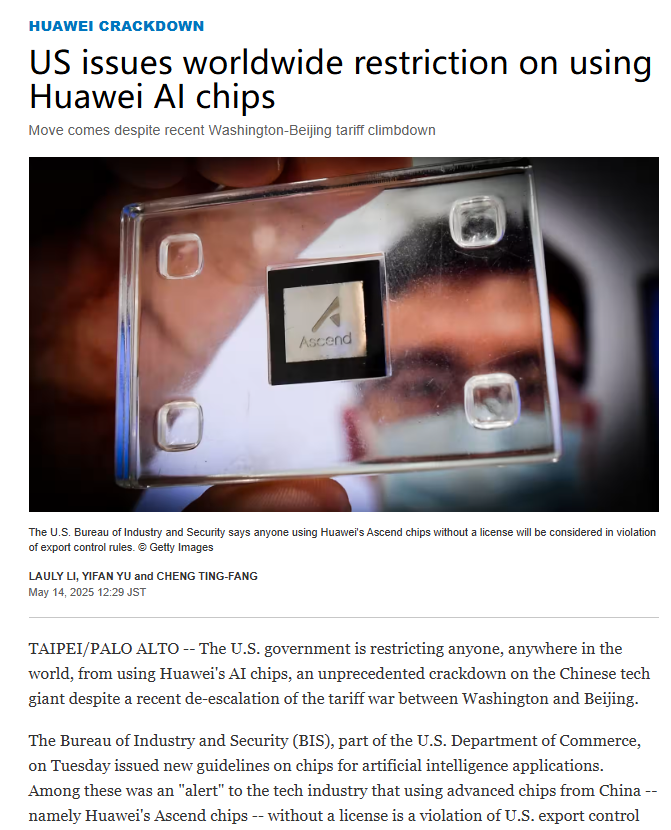 HUAWEI CRACKDOWN
US issues worldwide restriction on using
Huawei AI chips
Move comes despite recent Washington-Beijing tariff climbdown
Ascend
The U.S. Bureau of Industry and Security says anyone using Huawei's Ascend chips without a license will be considered in violation
of export control rules. © Getty Images
LAULY LI, YIFAN YU and CHENG TING-FANG
May 14, 2025 12:29 JST
TAIPEI/PALO ALTO -- The U.S. government is restricting anyone, anywhere in the
world, from using Huawei's AI chips, an unprecedented crackdown on the Chinese tech
giant despite a recent de-escalation of the tariff war between Washington and Beijing.
The Bureau of Industry and Security (BIS), part of the U.S. Department of Commerce,
on Tuesday issued new guidelines on chips for artificial intelligence applications.
Among these was an "alert" to the tech industry that using advanced chips from China --
namely Huawei's Ascend chips -- without a license is a violation of U.S. export control